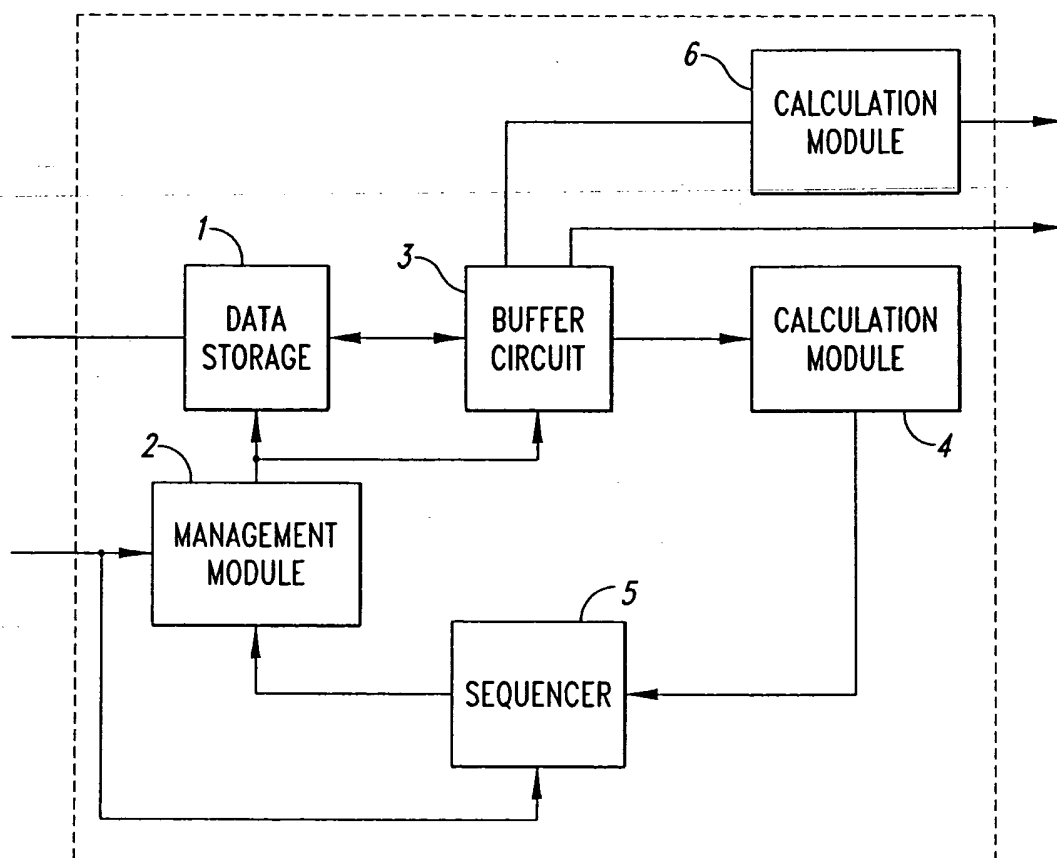 6
CALCULATION
MODULE
1
DATA
STORAGE
3
BUFFER
CIRCUIT
CALCULATION
MODULE
4
2
MANAGEMENT
MODULE
5
SEQUENCER